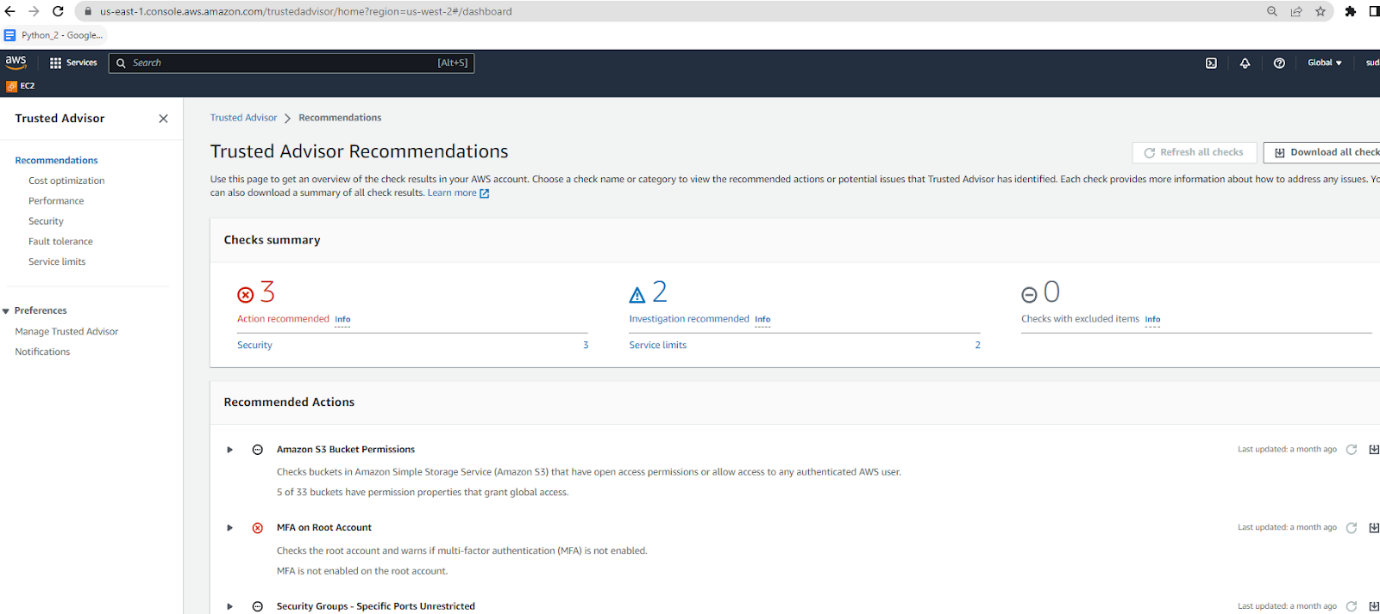 us-east-1.console.aws.amazon.com/trustedadvisor/home?region=us-west-2#/dashboard
Python_2 - Google...
aws
Services
Search
[Alt+S]
Global
sud
EC2
Trusted Advisor
Recommendations
Cost optimization
Performance
Security
Fault tolerance
Service limits
Preferences
Manage Trusted Advisor
Notifications
Trusted Advisor > Recommendations
Trusted Advisor Recommendations
Refresh all checks
Download all check
Use this page to get an overview of the check results in your AWS account. Choose a check name or category to view the recommended actions or potential issues that Trusted Advisor has identified. Each check provides more information about how to address any issues. Yo
can also download a summary of all check results. Learn more
Checks summary
3
Action recommended Info
Security 3
2
Investigation recommended Info
Service limits 2
0
Checks with excluded items Info
Recommended Actions
Amazon S3 Bucket Permissions
Last updated: a month ago
Checks buckets in Amazon Simple Storage Service (Amazon S3) that have open access permissions or allow access to any authenticated AWS user.
5 of 33 buckets have permission properties that grant global access.
MFA on Root Account
Last updated: a month ago
Checks the root account and warns if multi-factor authentication (MFA) is not enabled.
MFA is not enabled on the root account.
Security Groups - Specific Ports Unrestricted
Last updated: a month ago